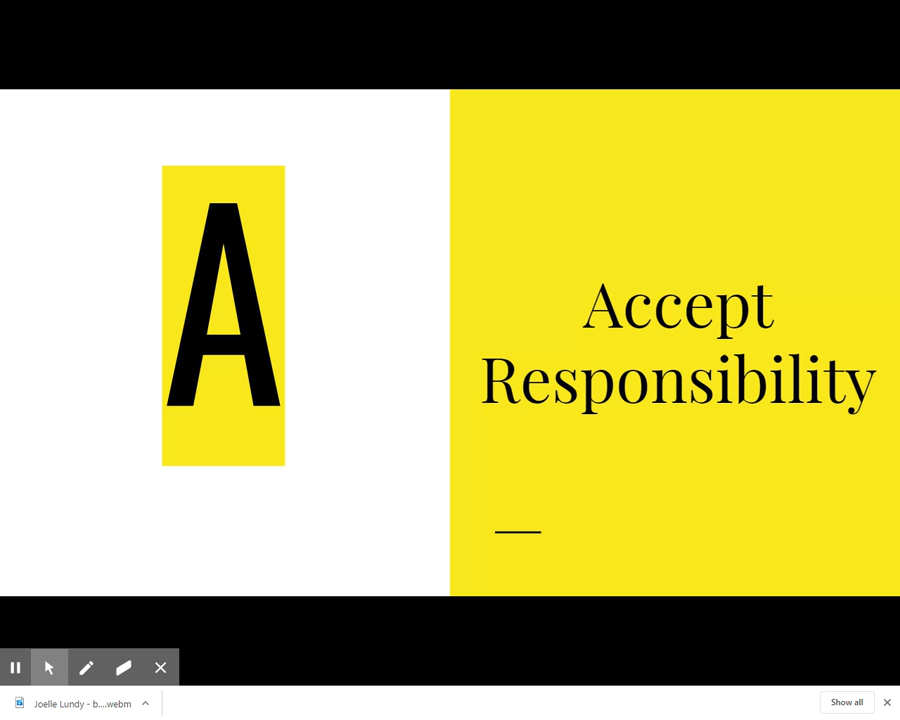 A
Accept
Responsibility
Joelle Lundy - b....webm
Show all